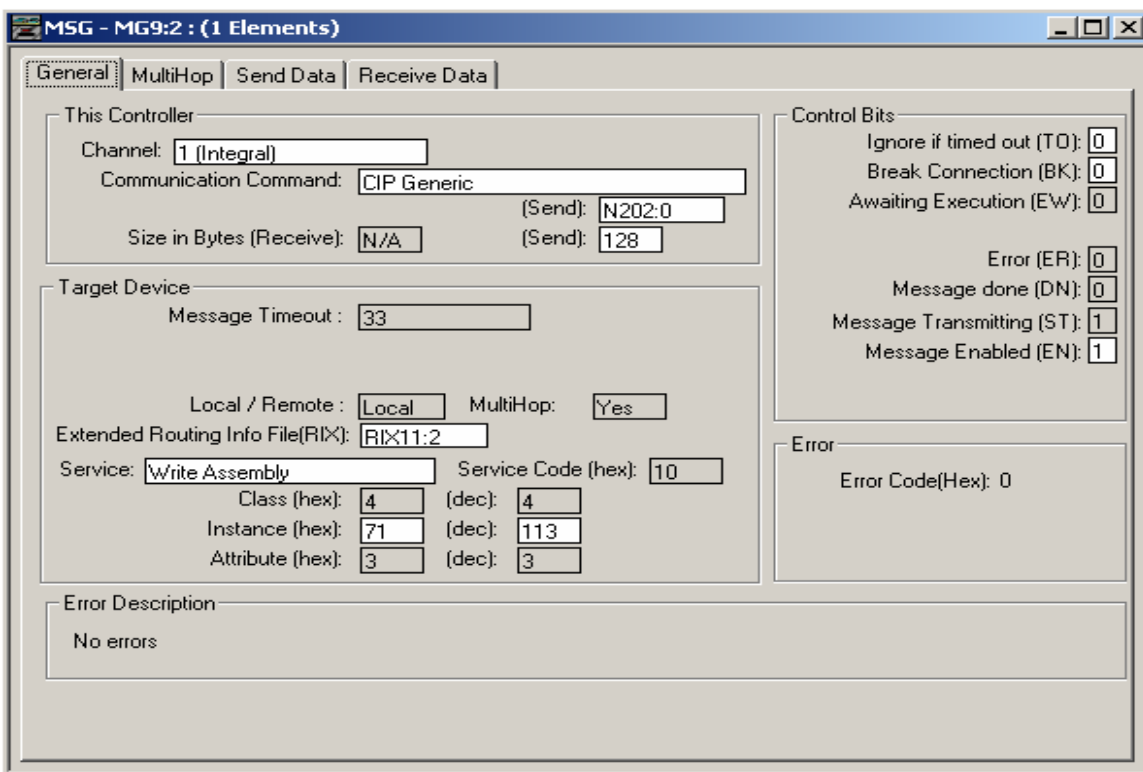 MSG - MG9:2 : (1 Elements)
General MultiHop Send Data Receive Data
This Controller
Channel: 1 (Integral)
Communication Command: CIP Generic
(Send): N202:0
Size in Bytes (Receive): N/A (Send): 128
Target Device
Message Timeout : 33
Local / Remote : Local MultiHop: Yes
Extended Routing Info File(RIX): RIX11:2
Service: Write Assembly Service Code (hex): 10
Class (hex): 4 (dec): 4
Instance (hex): 71 (dec): 113
Attribute (hex): 3 (dec): 3
Control Bits
Ignore if timed out (TO): 0
Break Connection (BK): 0
Awaiting Execution (EW): 0
Error (ER): 0
Message done (DN): 0
Message Transmitting (ST): 1
Message Enabled (EN): 1
Error
Error Code(Hex): 0
Error Description
No errors